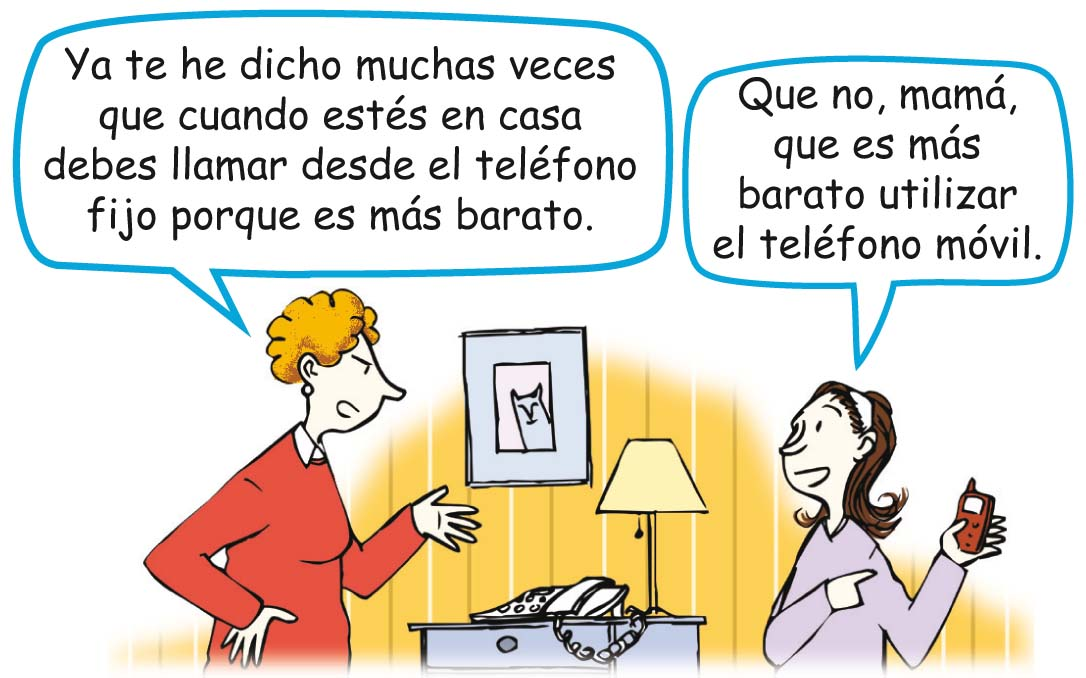 Ya te he dicho muchas veces
que cuando estés en casa
debes llamar desde el teléfono
fijo porque es más barato.
Que no, mamá,
que es más
barato utilizar
el teléfono móvil.